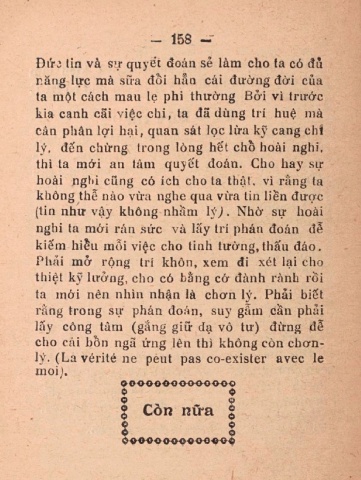 — 158 —
Đức tin và sự quyết đoán sẻ làm cho ta có đủ
năng lực mà sữa đồi hẳn cái đường đời của
ta một cách mau lẹ phi thường Bởi vì trước
kia canh cãi việc chi, ta đã dùng trí huệ mà
cân phân lợi hại, quan sát lọc lừa kỹ cang chĩ
lý, đến chừng trong lòng hết chỗ hoài nghi,
thì ta mới an tâm quyết đoán. Cho hay sự
hoài nghi cũng có ích cho ta thật, vì rằng ta
không thể nào vừa nghe qua vừa tin liền được
(tin như vậy không nhầm lý). Nhờ sự hoài
nghi ta mới rán sức và lấy trí phán đoán đễ
kiếm hiểu mỗi việc cho tinh tường, thấu đáo.
Phải mở rộng trí khôn, xem đi xét lại cho
thiệt kỹ lưởng, cho có bằng cớ đành rành rồi
ta mới nên nhìn nhận là chơn lý. Phải biết
rằng trong sự phán đoán, suy gẫm cần phải
lấy công tâm (gắng giữ dạ vô tư) đừng đễ
cho cái bổn ngã ứng lên thì không còn chơn-
lý. (La vérité ne peut pas co-exister avec le
moi).
Còn nữa